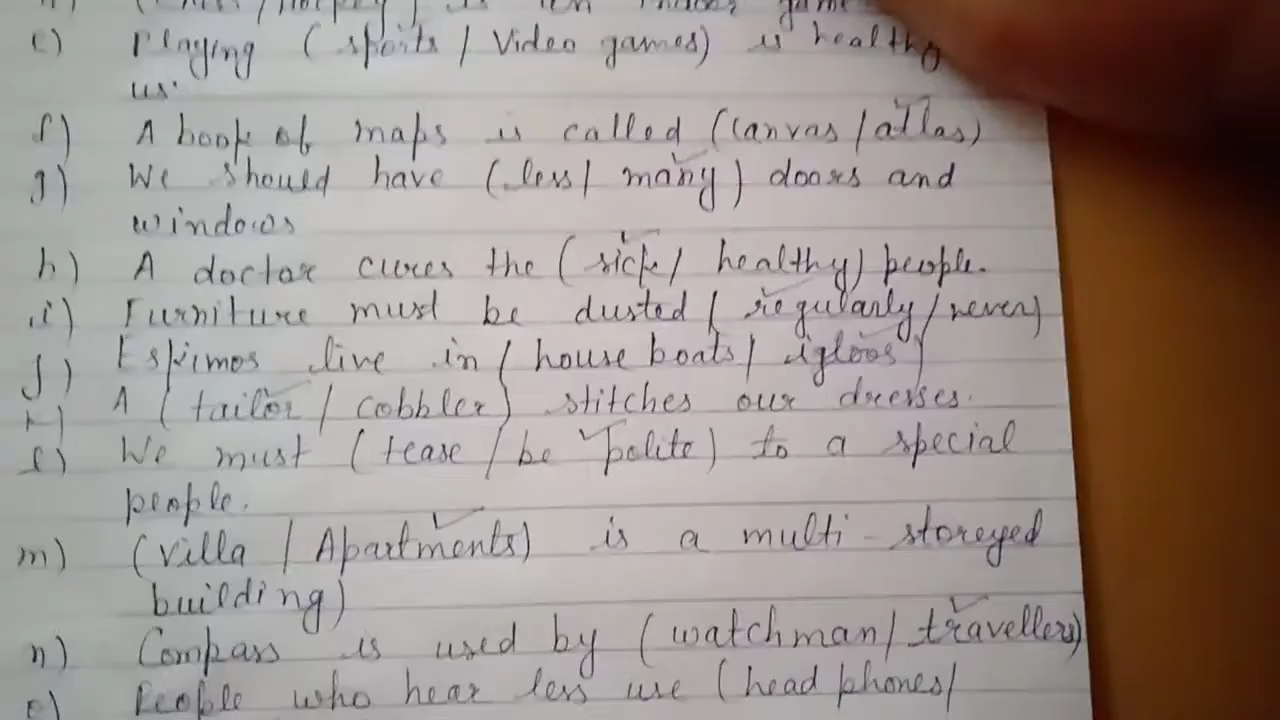 c) Playing (sports / Video games) is healthy
us.
f) A book of maps is called (canvas / atlas)
g) We should have (less / many) doors and
windows
h) A doctor cures the (sick / healthy) people.
i) Furniture must be dusted (regularly / never)
j) Eskimos live in (house boats / igloos)
k) A (tailor / cobbler) stitches our dresses.
l) We must (tease / be polite) to a special
people.
m) (Villa / Apartments) is a multi-storeyed
building)
n) Compass is used by (watchman / travellers)
People who hear less use (head phones /